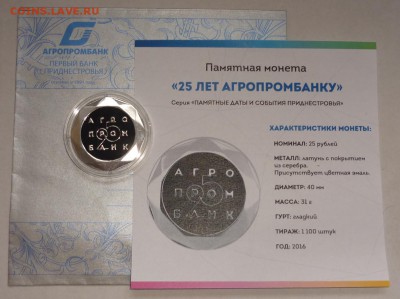 COINS.LAVE.RU
АГРОПРОМБАНК
ПЕРВЫЙ БАНК
ПРИДНЕСТРОВЬЯ
АГРО
ПРОМ
БАНК
Памятная монета
«25 ЛЕТ АГРОПРОМБАНКУ»
Серия «ПАМЯТНЫЕ ДАТЫ И СОБЫТИЯ ПРИДНЕСТРОВЬЯ»
ХАРАКТЕРИСТИКИ МОНЕТЫ:
НОМИНАЛ: 25 рублей
МЕТАЛЛ: латунь с покрытием
из серебра.
Присутствует цветная эмаль.
ДИАМЕТР: 40 мм
МАССА: 31 г
ГУРТ: гладкий
ТИРАЖ: 1 100 штук
ГОД: 2016
АГРО
ПРОМ
БАНК